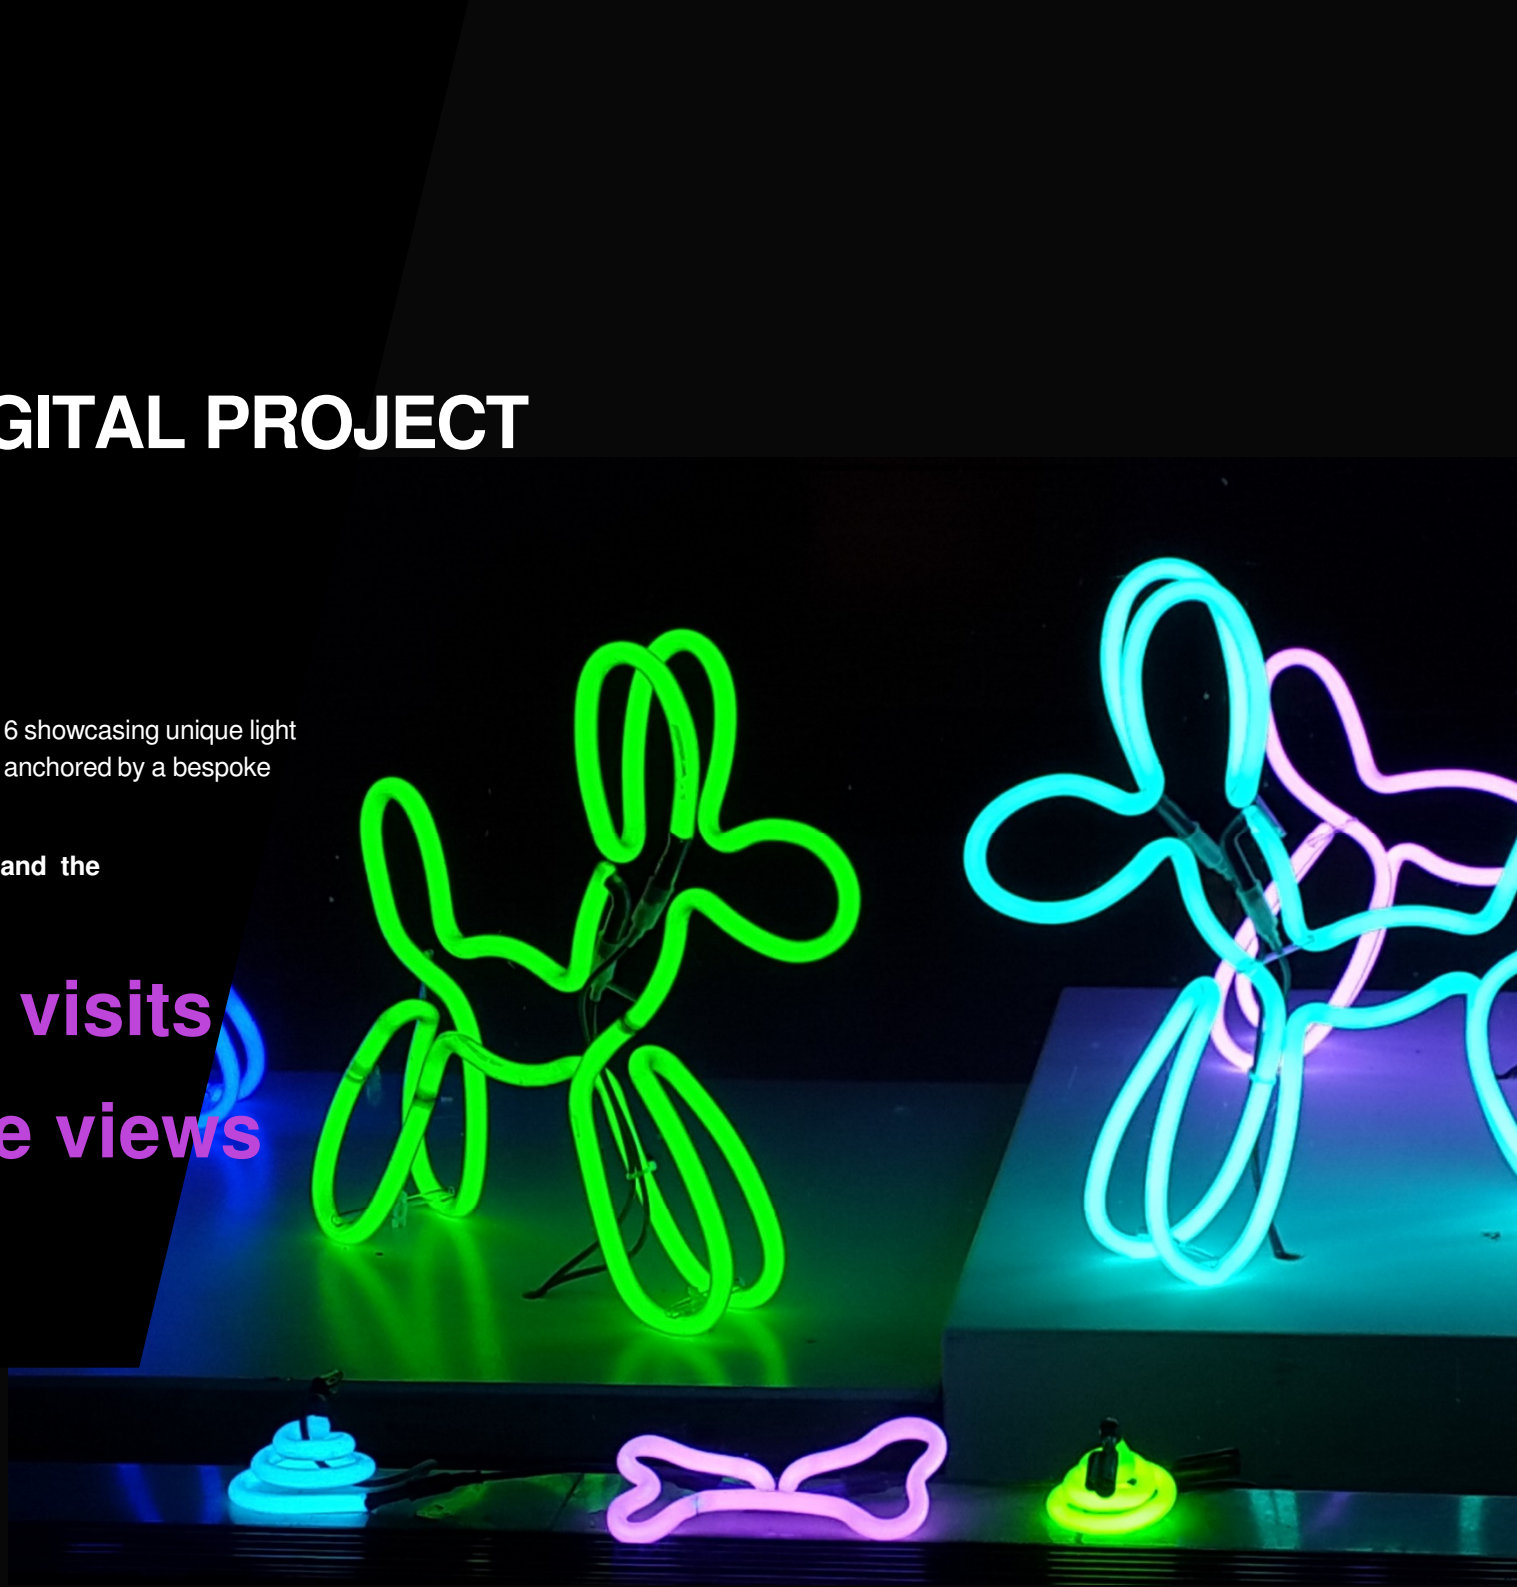 GITAL PROJECT
6 showcasing unique light
anchored by a bespoke
and the
visits
e views